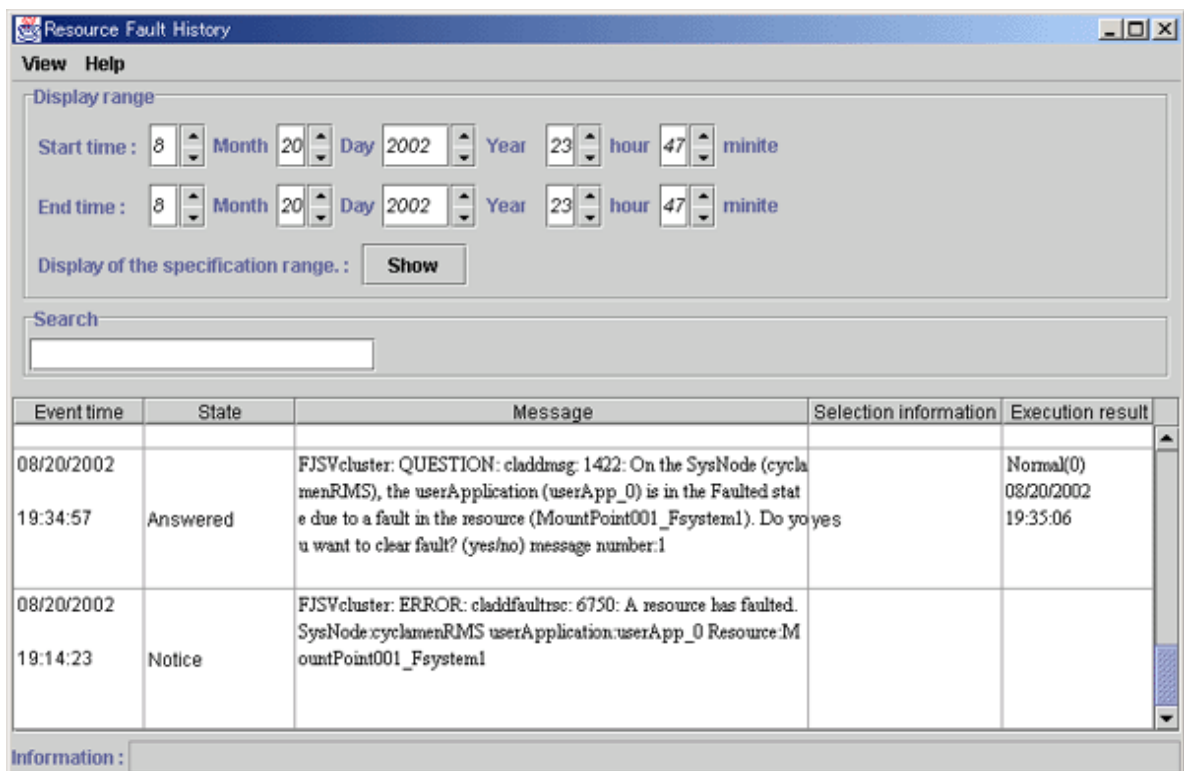 Resource Fault History
View Help
Display range
Start time : 8 Month 20 Day 2002 Year 23 hour 47 minite
End time : 8 Month 20 Day 2002 Year 23 hour 47 minite
Display of the specification range. : Show
Search
Event time State Message Selection information Execution result
08/20/2002
19:34:57
Answered
FJSVcluster: QUESTION: claddmsg: 1422: On the SysNode (cycla
menRMS), the userApplication (userApp_0) is in the Faulted stat
e due to a fault in the resource (MountPoint001_Fsystem1). Do yo
u want to clear fault? (yes/no) message number:1
yes
Normal(0)
08/20/2002
19:35:06
08/20/2002
19:14:23
Notice
FJSVcluster: ERROR: claddfaultrsc: 6750: A resource has faulted.
SysNode:cyclamenRMS userApplication:userApp_0 Resource:M
ountPoint001_Fsystem1
Information :